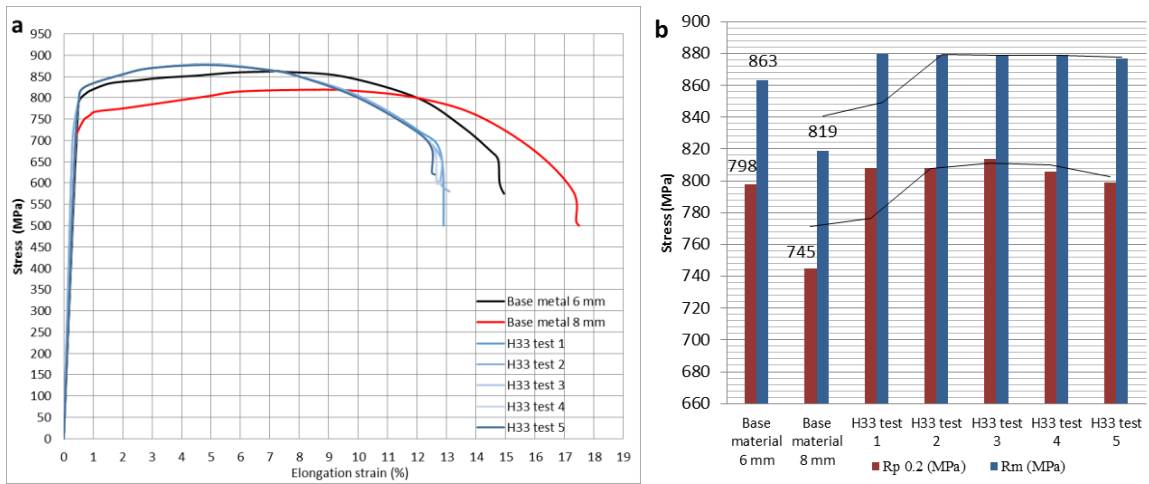 a
950
900
850
800
750
700
650
600
550
500
450
400
350
300
250
200
150
100
50
0
Stress (MPa)
0 1 2 3 4 5 6 7 8 9 10 11 12 13 14 15 16 17 18 19
Elongation strain (%)
Base metal 6 mm
Base metal 8 mm
H33 test 1
H33 test 2
H33 test 3
H33 test 4
H33 test 5
b
900
880
860
840
820
800
780
760
740
720
700
680
660
Stress (MPa)
863
798
819
745
Base material 6 mm
Base material 8 mm
H33 test 1
H33 test 2
H33 test 3
H33 test 4
H33 test 5
Rp 0.2 (MPa) Rm (MPa)